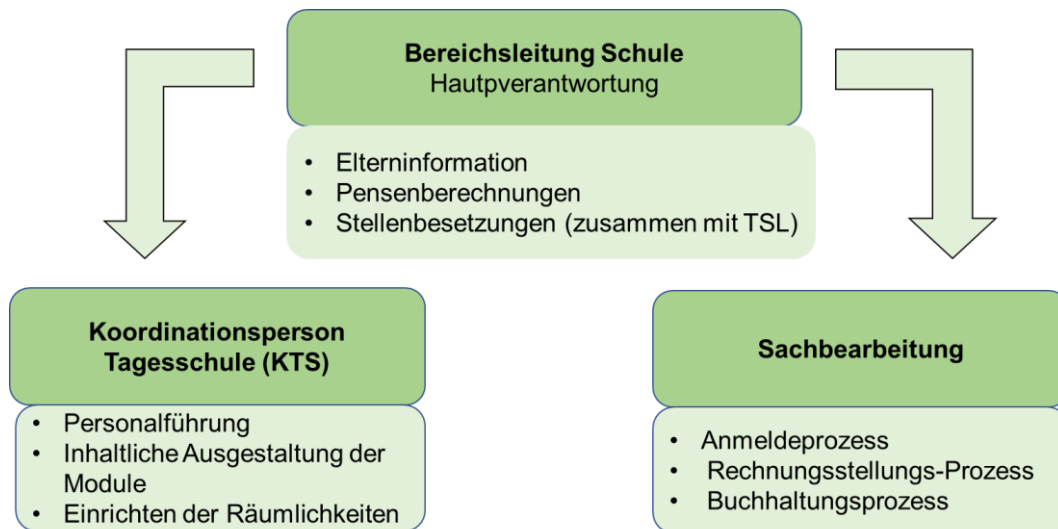 Bereichsleitung Schule
Hautpverantwortung
• Elterninformation
• Pensenberechnungen
• Stellenbesetzungen (zusammen mit TSL)
Koordinationsperson
Tagesschule (KTS)
• Personalführung
• Inhaltliche Ausgestaltung der
Module
• Einrichten der Räumlichkeiten
Sachbearbeitung
• Anmeldeprozess
• Rechnungsstellungs-Prozess
• Buchhaltungsprozess